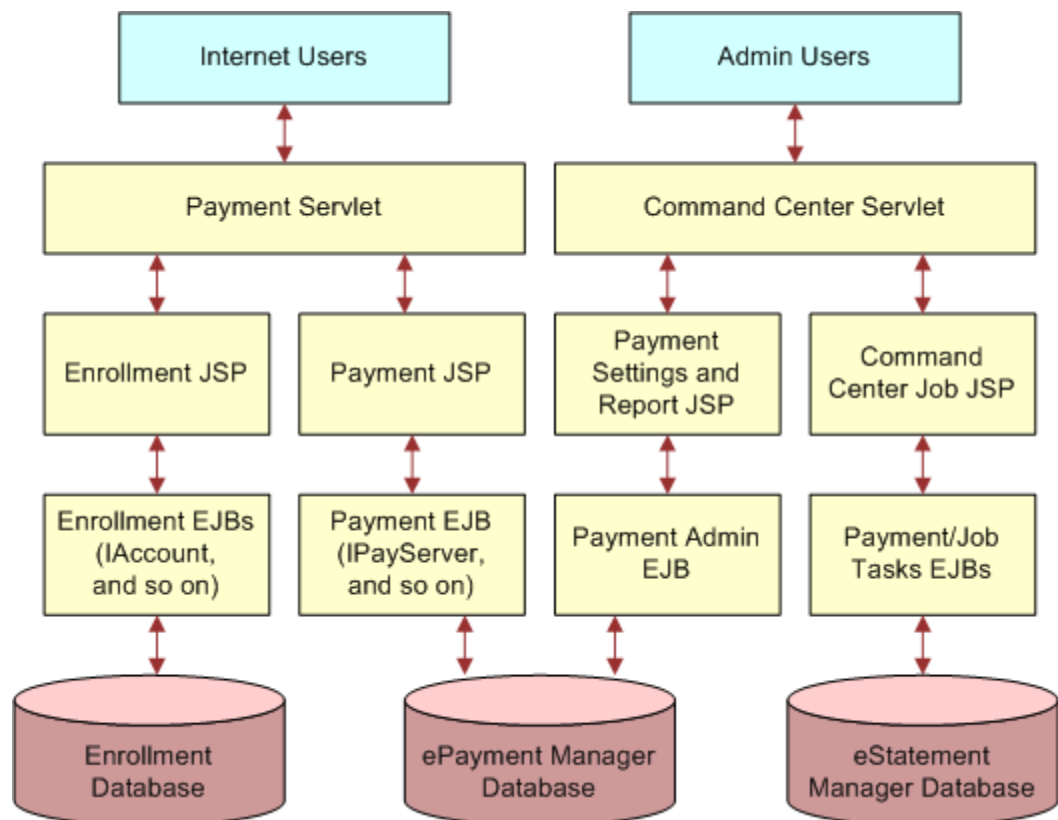 Internet Users
Admin Users
Payment Servlet
Command Center Servlet
Enrollment JSP
Payment JSP
Payment
Settings and
Report JSP
Command
Center Job JSP
Enrollment EJBs
(IAccount,
and so on)
Payment EJB
(IPayServer,
and so on)
Payment Admin
EJB
Payment/Job
Tasks EJBs
Enrollment
Database
ePayment Manager
Database
eStatement
Manager Database